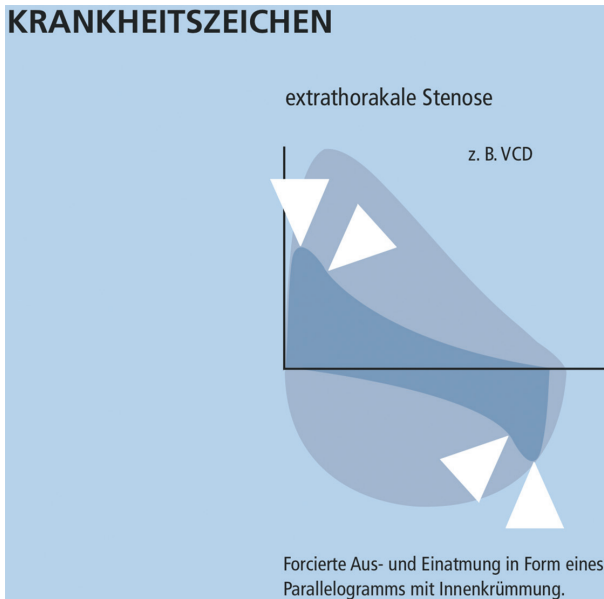 KRANKHEITSZEICHEN
extrathorakale Stenose
z. B. VCD
Forcierte Aus- und Einatmung in Form eines
Parallelogramms mit Innenkrümmung.